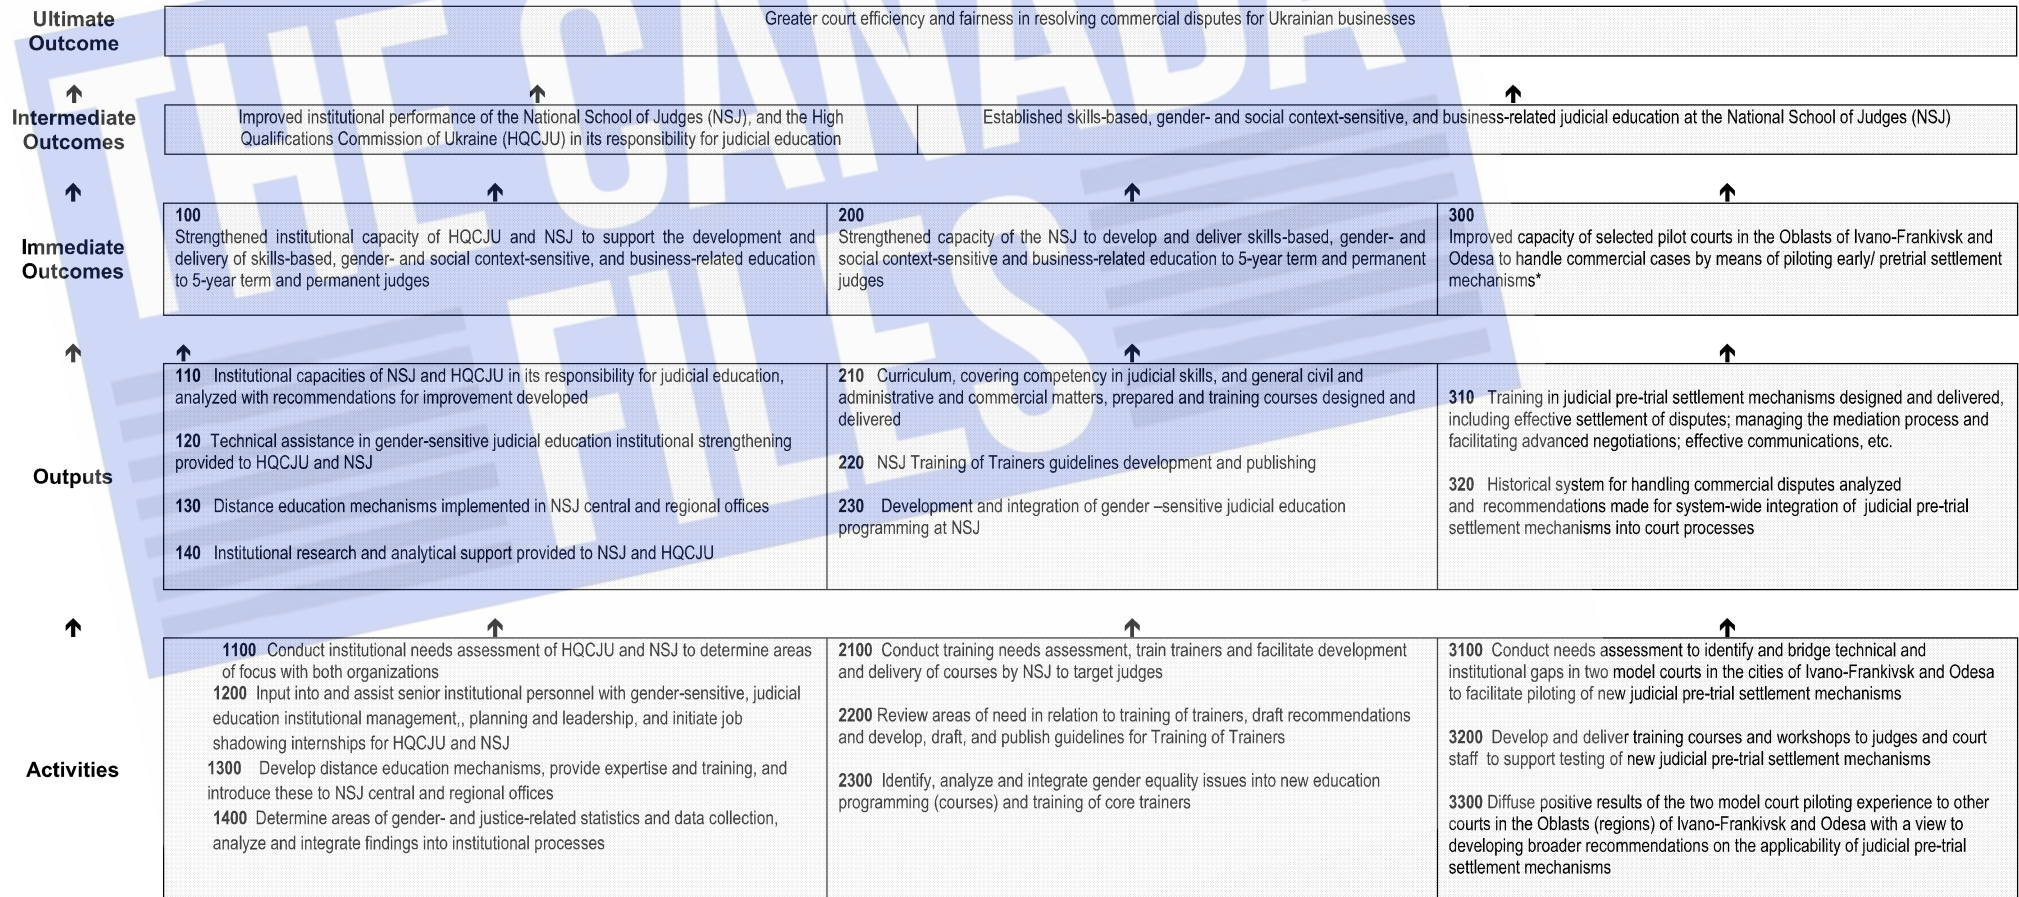 Ultimate
Outcome
Greater court efficiency and fairness in resolving commercial disputes for Ukrainian businesses
Intermediate
Outcomes
Improved institutional performance of the National School of Judges (NSJ), and the High
Qualifications Commission of Ukraine (HQCJU) in its responsibility for judicial education
Established skills-based, gender- and social context-sensitive, and business-related judicial education at the National School of Judges (NSJ)
Immediate
Outcomes
100
Strengthened institutional capacity of HQCJU and NSJ to support the development and
delivery of skills-based, gender- and social context-sensitive, and business-related education
to 5-year term and permanent judges
200
Strengthened capacity of the NSJ to develop and deliver skills-based, gender- and
social context-sensitive and business-related education to 5-year term and permanent
judges
300
Improved capacity of selected pilot courts in the Oblasts of Ivano-Frankivsk and
Odesa to handle commercial cases by means of piloting early/ pretrial settlement
mechanisms*
Outputs
110 Institutional capacities of NSJ and HQCJU in its responsibility for judicial education,
analyzed with recommendations for improvement developed
120 Technical assistance in gender-sensitive judicial education institutional strengthening
provided to HQCJU and NSJ
130 Distance education mechanisms implemented in NSJ central and regional offices
140 Institutional research and analytical support provided to NSJ and HQCJU
210 Curriculum, covering competency in judicial skills, and general civil and
administrative and commercial matters, prepared and training courses designed and
delivered
220 NSJ Training of Trainers guidelines development and publishing
230 Development and integration of gender –sensitive judicial education
programming at NSJ
310 Training in judicial pre-trial settlement mechanisms designed and delivered,
including effective settlement of disputes; managing the mediation process and
facilitating advanced negotiations; effective communications, etc.
320 Historical system for handling commercial disputes analyzed
and recommendations made for system-wide integration of judicial pre-trial
settlement mechanisms into court processes
Activities
1100 Conduct institutional needs assessment of HQCJU and NSJ to determine areas
of focus with both organizations
1200 Input into and assist senior institutional personnel with gender-sensitive, judicial
education institutional management,, planning and leadership, and initiate job
shadowing internships for HQCJU and NSJ
1300 Develop distance education mechanisms, provide expertise and training, and
introduce these to NSJ central and regional offices
1400 Determine areas of gender- and justice-related statistics and data collection,
analyze and integrate findings into institutional processes
2100 Conduct training needs assessment, train trainers and facilitate development
and delivery of courses by NSJ to target judges
2200 Review areas of need in relation to training of trainers, draft recommendations
and develop, draft, and publish guidelines for Training of Trainers
2300 Identify, analyze and integrate gender equality issues into new education
programming (courses) and training of core trainers
3100 Conduct needs assessment to identify and bridge technical and
institutional gaps in two model courts in the cities of Ivano-Frankivsk and Odesa
to facilitate piloting of new judicial pre-trial settlement mechanisms
3200 Develop and deliver training courses and workshops to judges and court
staff to support testing of new judicial pre-trial settlement mechanisms
3300 Diffuse positive results of the two model court piloting experience to other
courts in the Oblasts (regions) of Ivano-Frankivsk and Odesa with a view to
developing broader recommendations on the applicability of judicial pre-trial
settlement mechanisms
THE CANADA
FILES